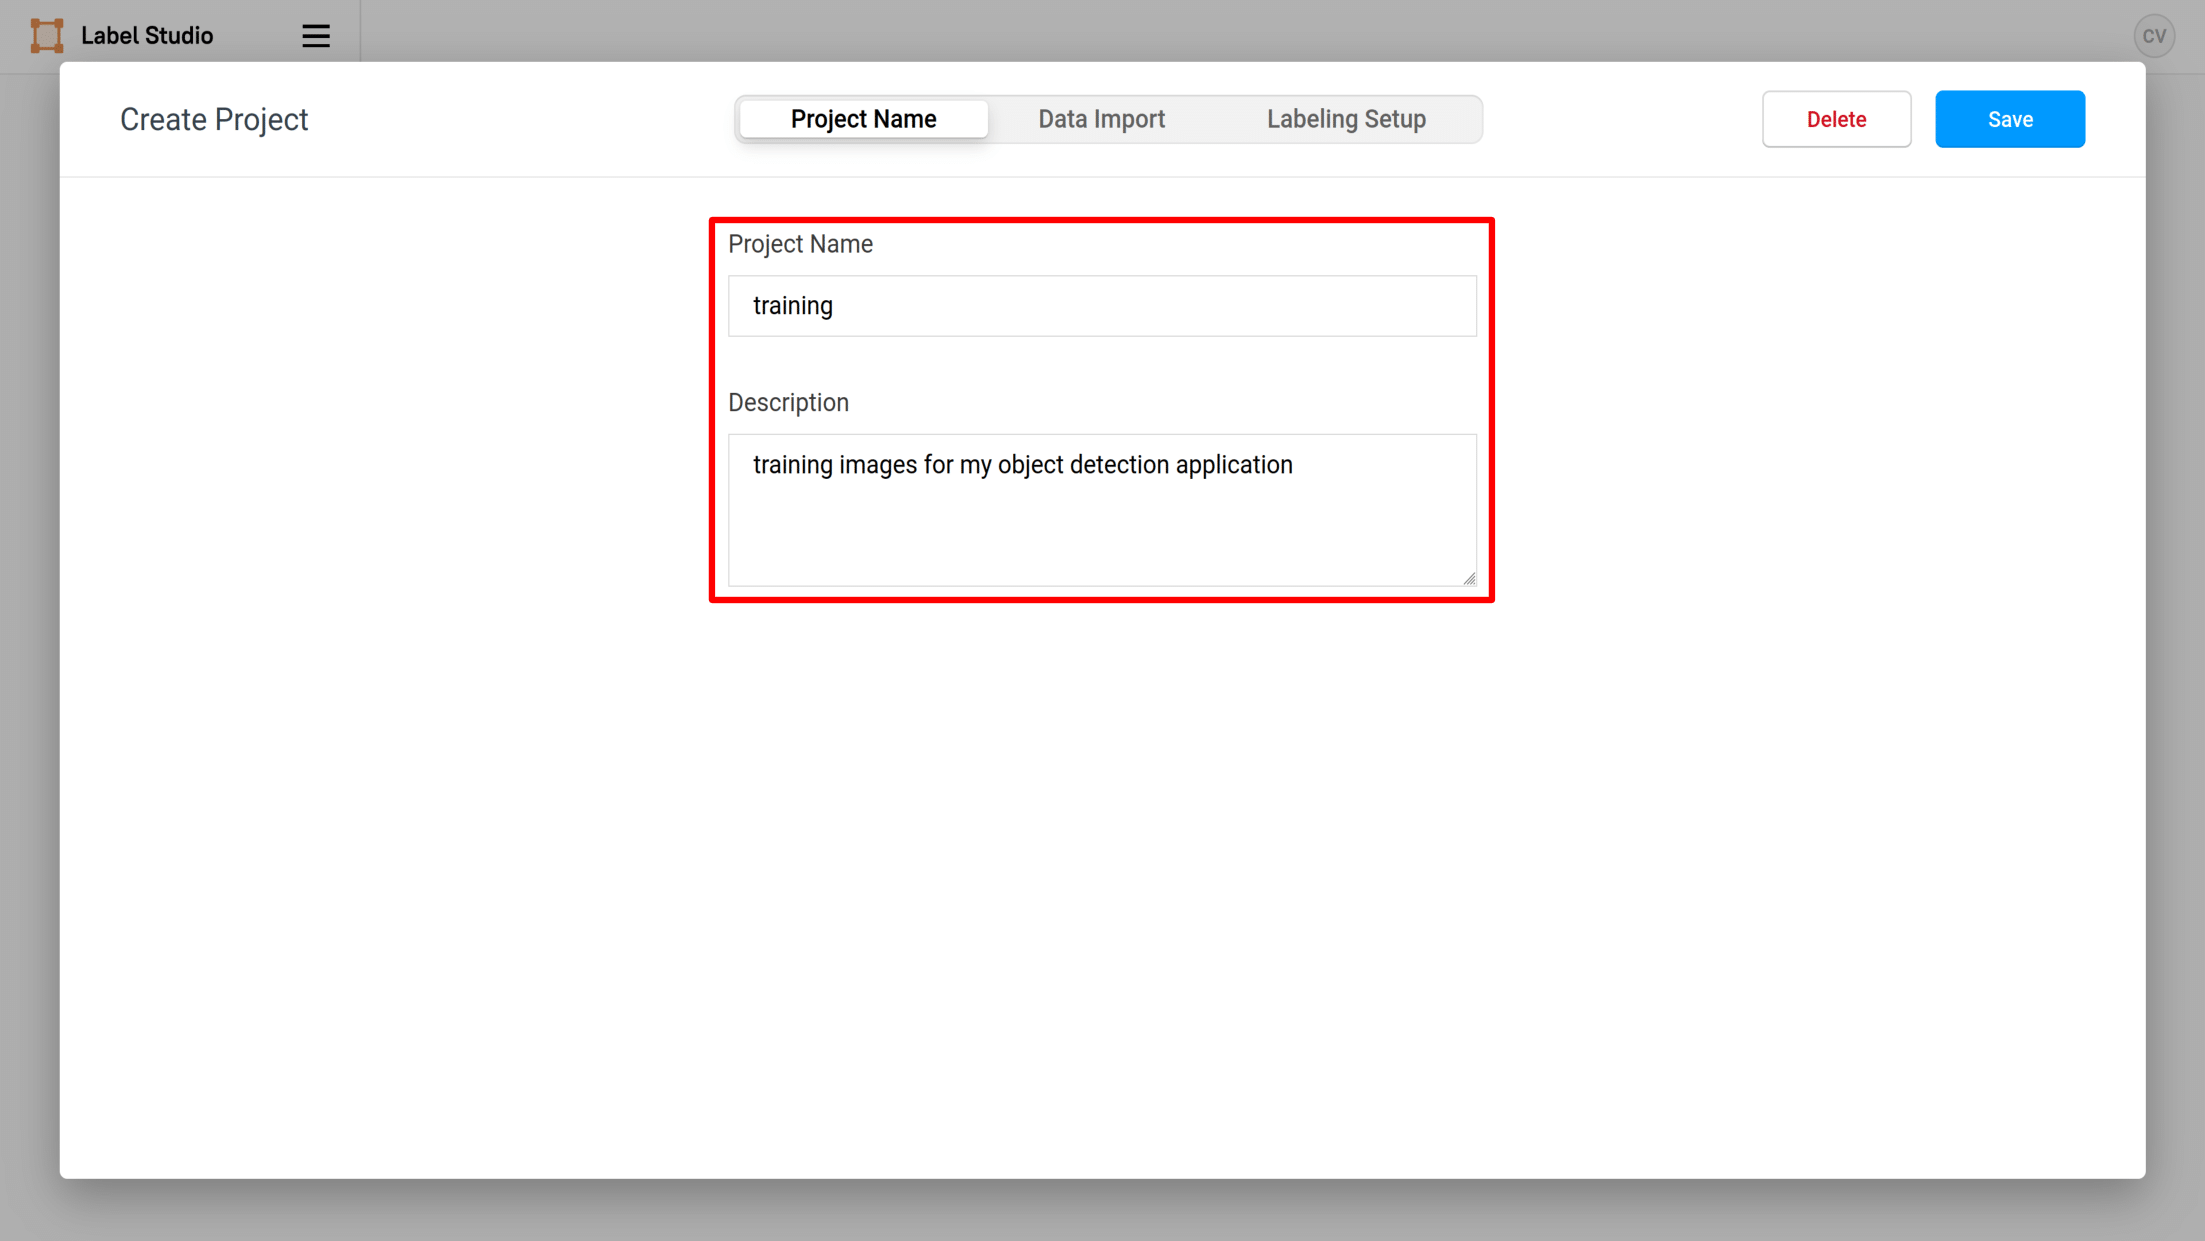 Label Studio
CV
Create Project
Project Name
Data Import
Labeling Setup
Delete
Save
Project Name
training
Description
training images for my object detection application